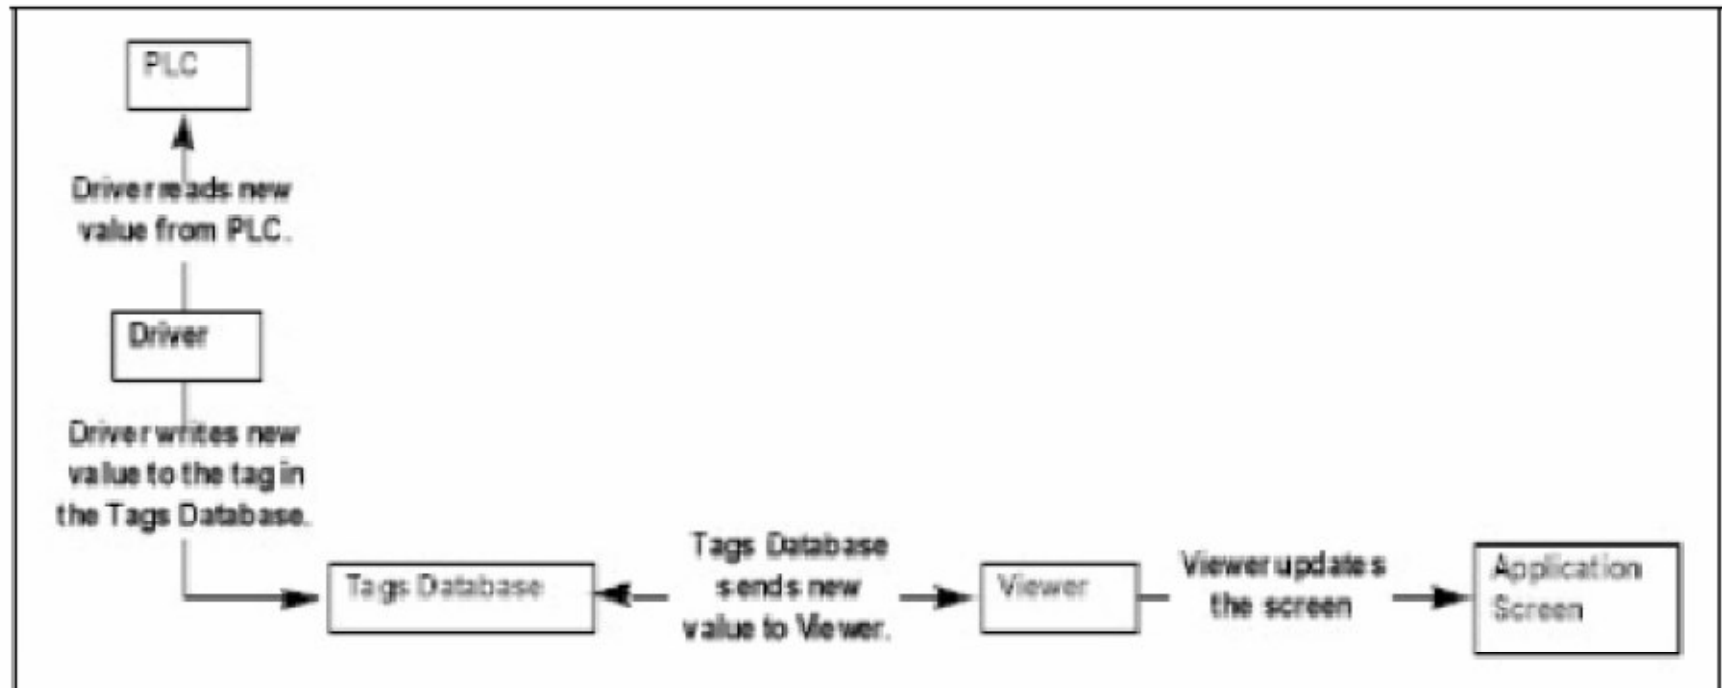 PLC
Driver reads new
value from PLC.
Driver
Driver writes new
value to the tag in
the Tags Database.
Tags Database
Tags Database
sends new
value to Viewer.
Viewer
Viewer updates
the screen
Application
Screen